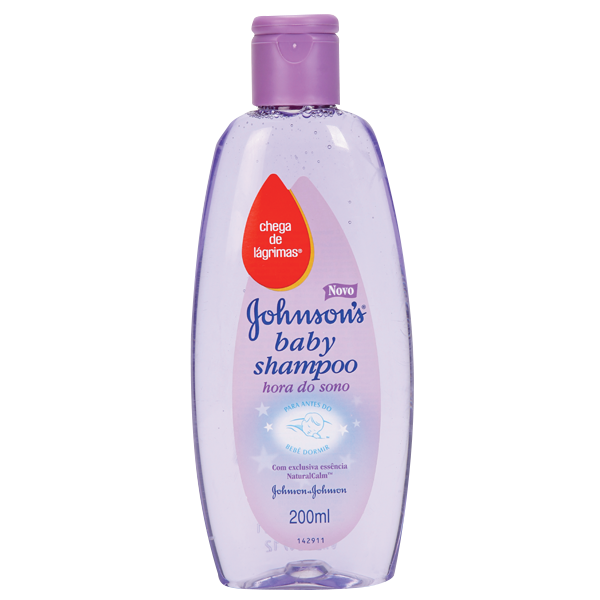 chega
de
lágrimas®
Novo
Johnson's
baby
shampoo
hora do sono
PARA ANTES DO
BEBÊ DORMIR
Com exclusiva essência
NaturalCalm™
Johnson & Johnson
200ml
142911